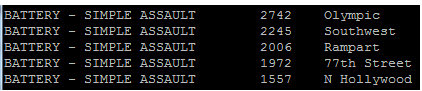 BATTERY - SIMPLE ASSAULT 2742 Olympic
BATTERY - SIMPLE ASSAULT 2245 Southwest
BATTERY - SIMPLE ASSAULT 2006 Rampart
BATTERY - SIMPLE ASSAULT 1972 77th Street
BATTERY - SIMPLE ASSAULT 1557 N Hollywood